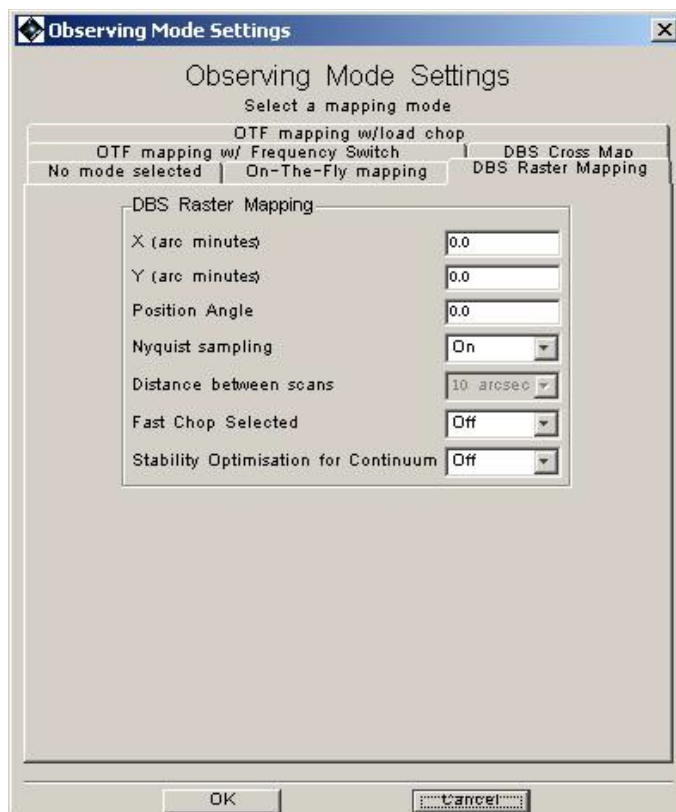 Observing Mode Settings
Observing Mode Settings
Select a mapping mode
OTF mapping w/load chop
OTF mapping w/ Frequency Switch
DBS Cross Map
No mode selected
On-The-Fly mapping
DBS Raster Mapping
DBS Raster Mapping
X (arc minutes)
0.0
Y (arc minutes)
0.0
Position Angle
0.0
Nyquist sampling
On
Distance between scans
10 arcsec
Fast Chop Selected
Off
Stability Optimisation for Continuum
Off
OK
Cancel